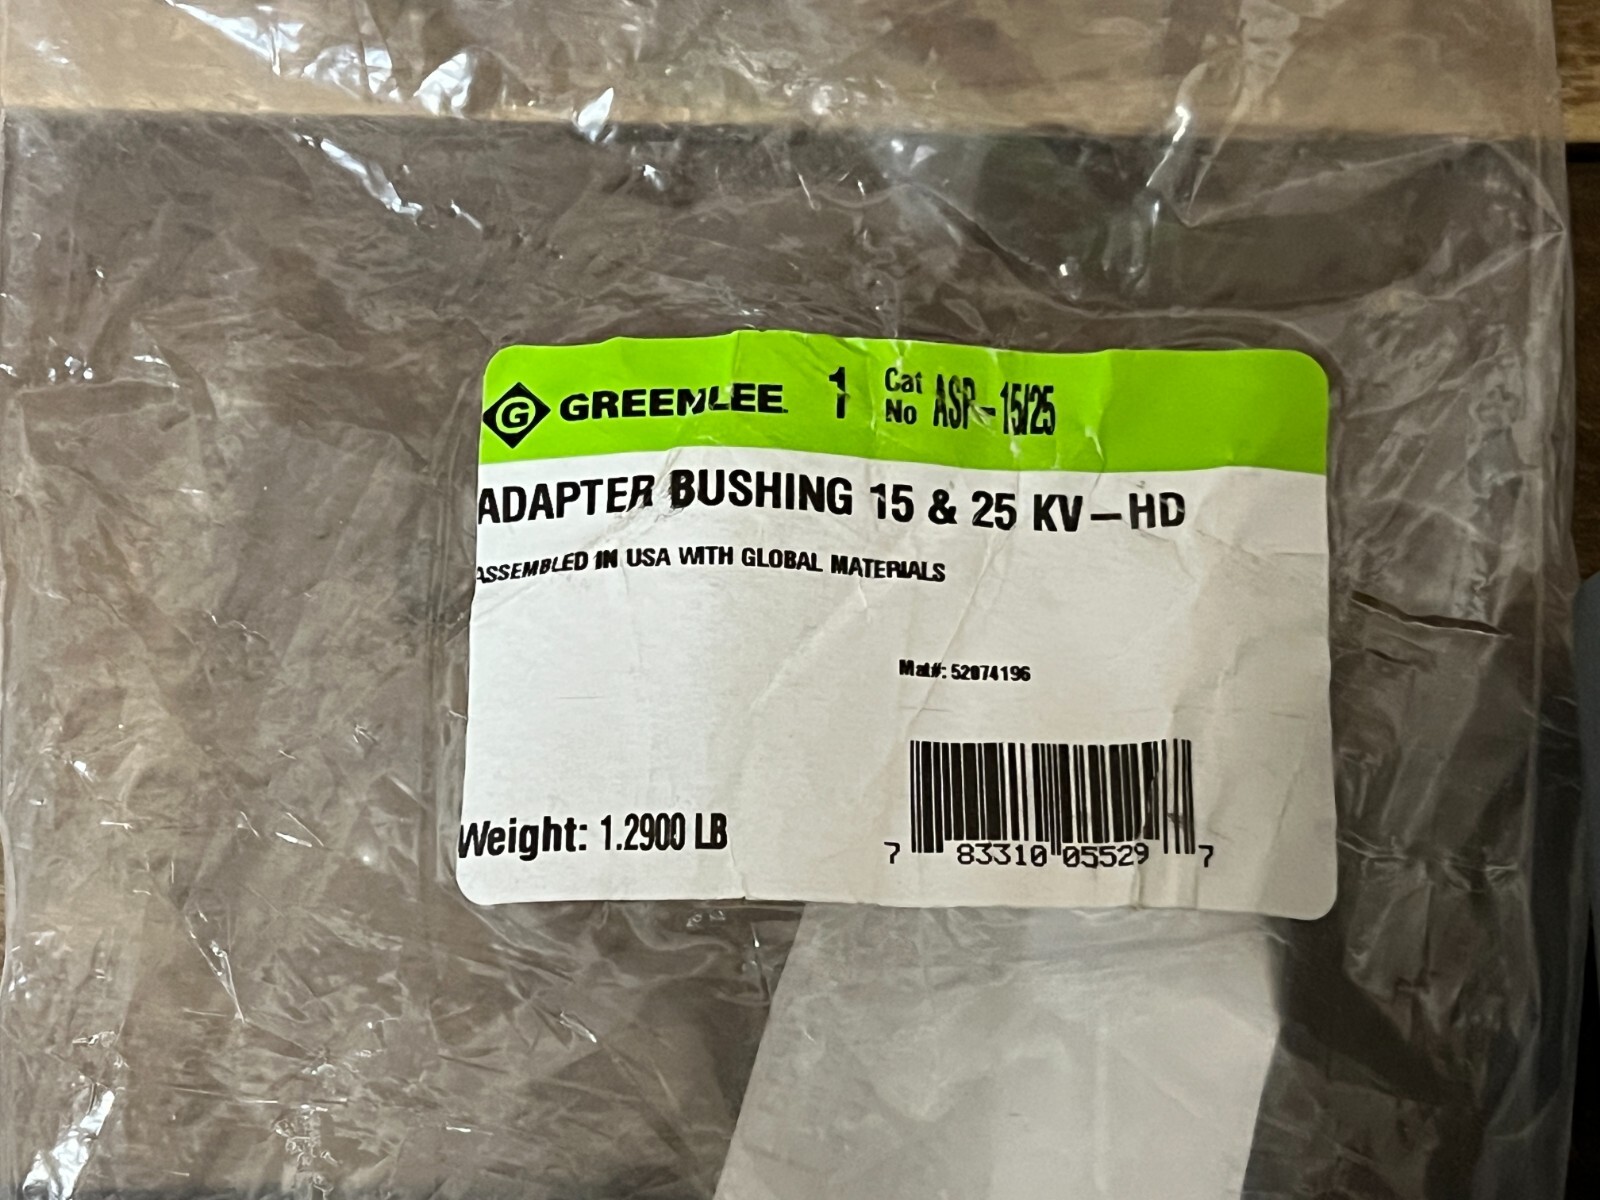 G GREENLEE 1 Cat No ASP-15/25
ADAPTER BUSHING 15 & 25 KV-HD
ASSEMBLED IN USA WITH GLOBAL MATERIALS
Mat#: 52074196
Weight: 1.2900 LB
7 83310 05529 7